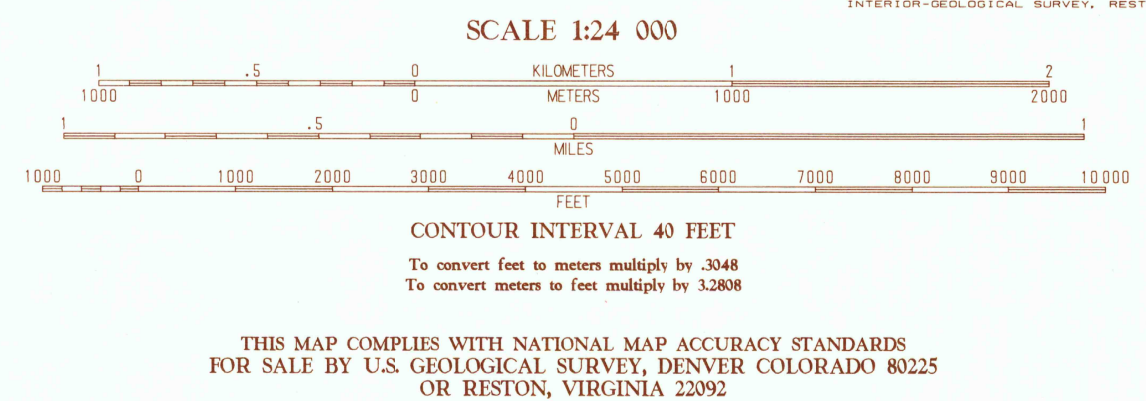 INTERIOR-GEOLOGICAL SURVEY, REST
SCALE 1:24 000
1 .5 0 KILOMETERS 1 2
1000 0 METERS 1000 2000
1 .5 0 1
MILES
1000 0 1000 2000 3000 4000 5000 6000 7000 8000 9000 10 000
FEET
CONTOUR INTERVAL 40 FEET
To convert feet to meters multiply by .3048
To convert meters to feet multiply by 3.2808
THIS MAP COMPLIES WITH NATIONAL MAP ACCURACY STANDARDS
FOR SALE BY U.S. GEOLOGICAL SURVEY, DENVER COLORADO 80225
OR RESTON, VIRGINIA 22092